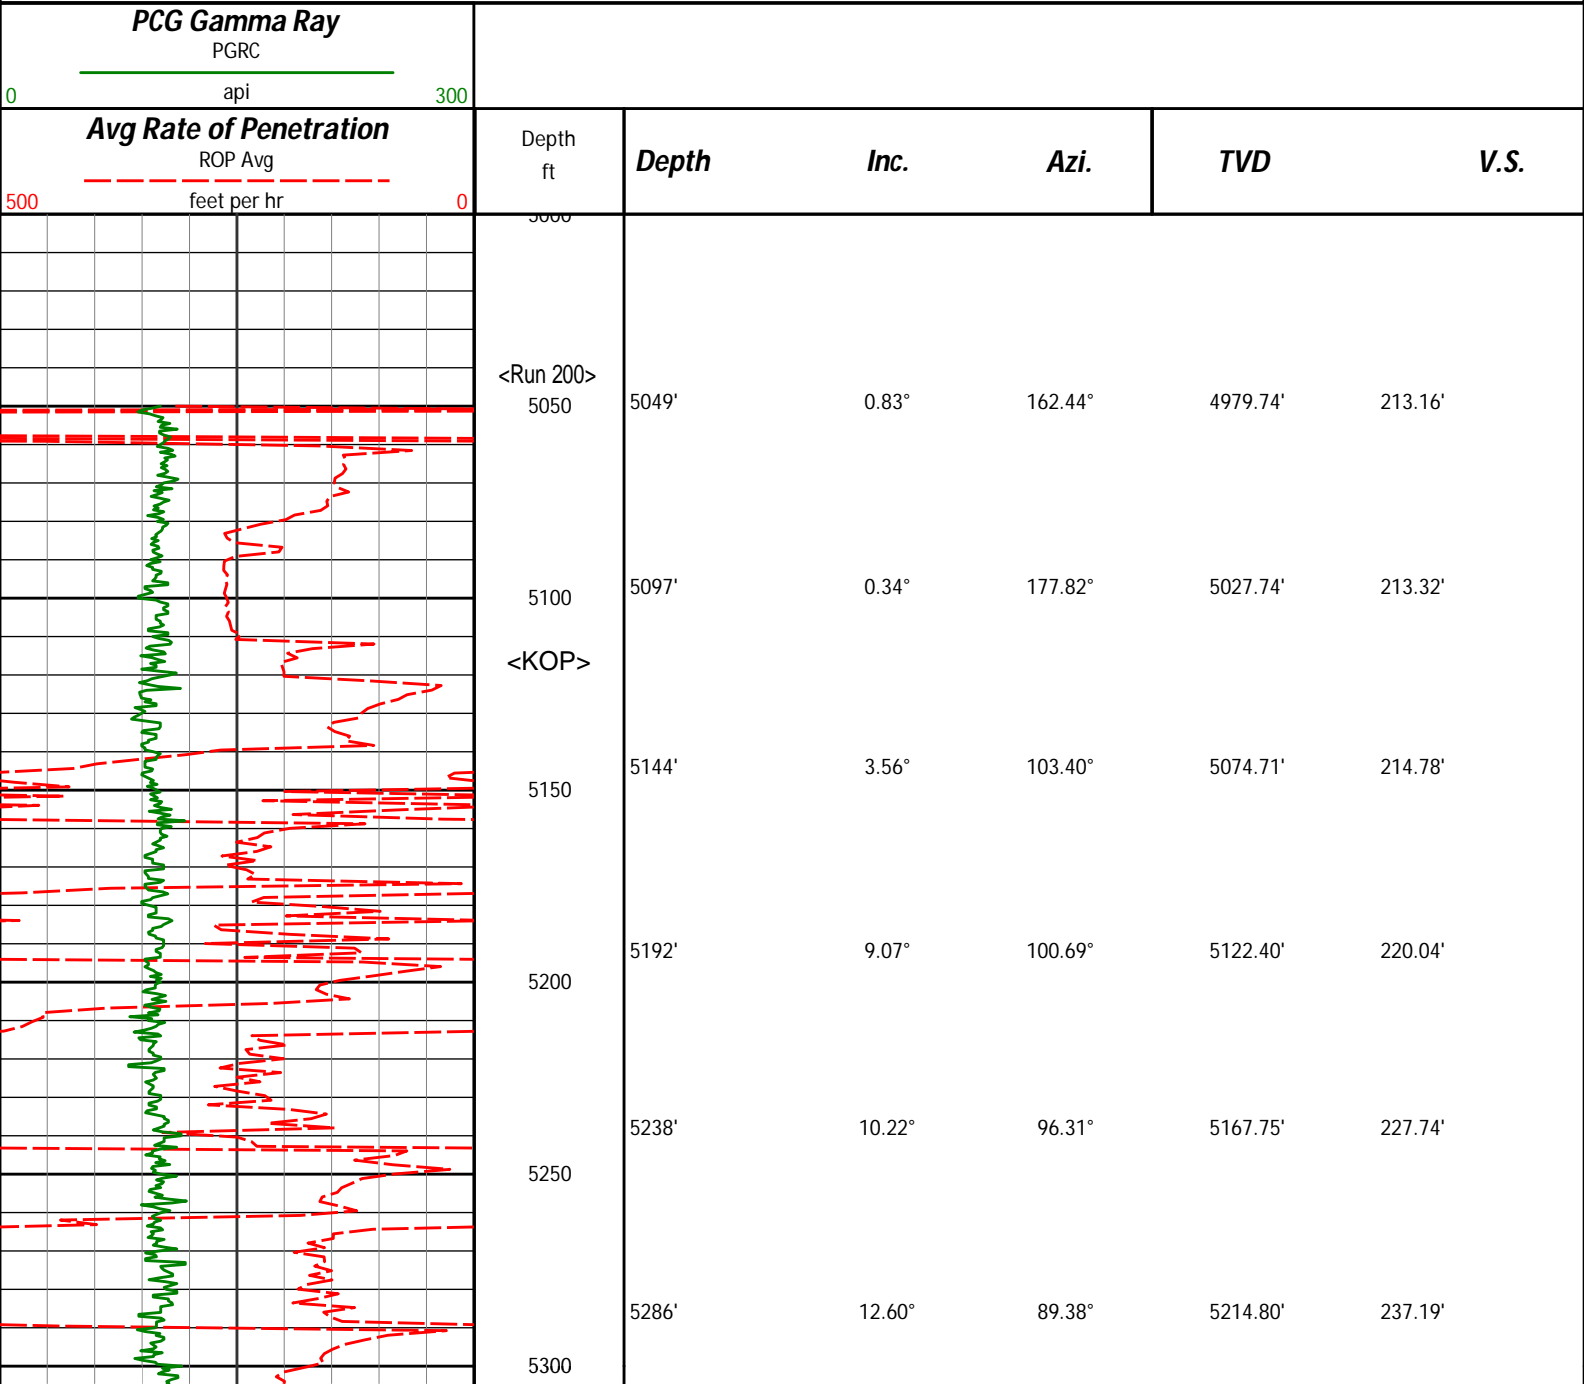 PCG Gamma Ray
PGRC
api
0 300
Avg Rate of Penetration
ROP Avg
feet per hr
500 0
Depth
ft
Depth Inc. Azi. TVD V.S.
<Run 200>
5050 5049' 0.83° 162.44° 4979.74' 213.16'
5100 5097' 0.34° 177.82° 5027.74' 213.32'
<KOP>
5150 5144' 3.56° 103.40° 5074.71' 214.78'
5192' 9.07° 100.69° 5122.40' 220.04'
5200
5238' 10.22° 96.31° 5167.75' 227.74'
5250
5286' 12.60° 89.38° 5214.80' 237.19'
5300